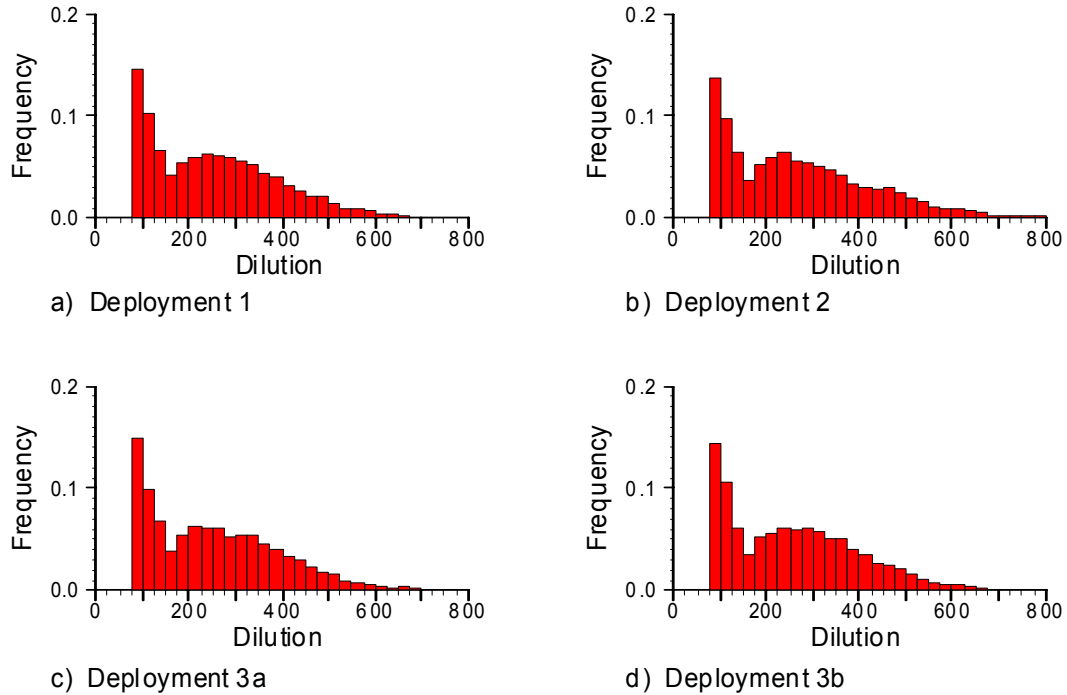 0.2
0.1
0.0
Frequency
0 200 400 600 800
Dilution
a) Deployment 1
0.2
0.1
0.0
Frequency
0 200 400 600 800
Dilution
b) Deployment 2
0.2
0.1
0.0
Frequency
0 200 400 600 800
Dilution
c) Deployment 3a
0.2
0.1
0.0
Frequency
0 200 400 600 800
Dilution
d) Deployment 3b